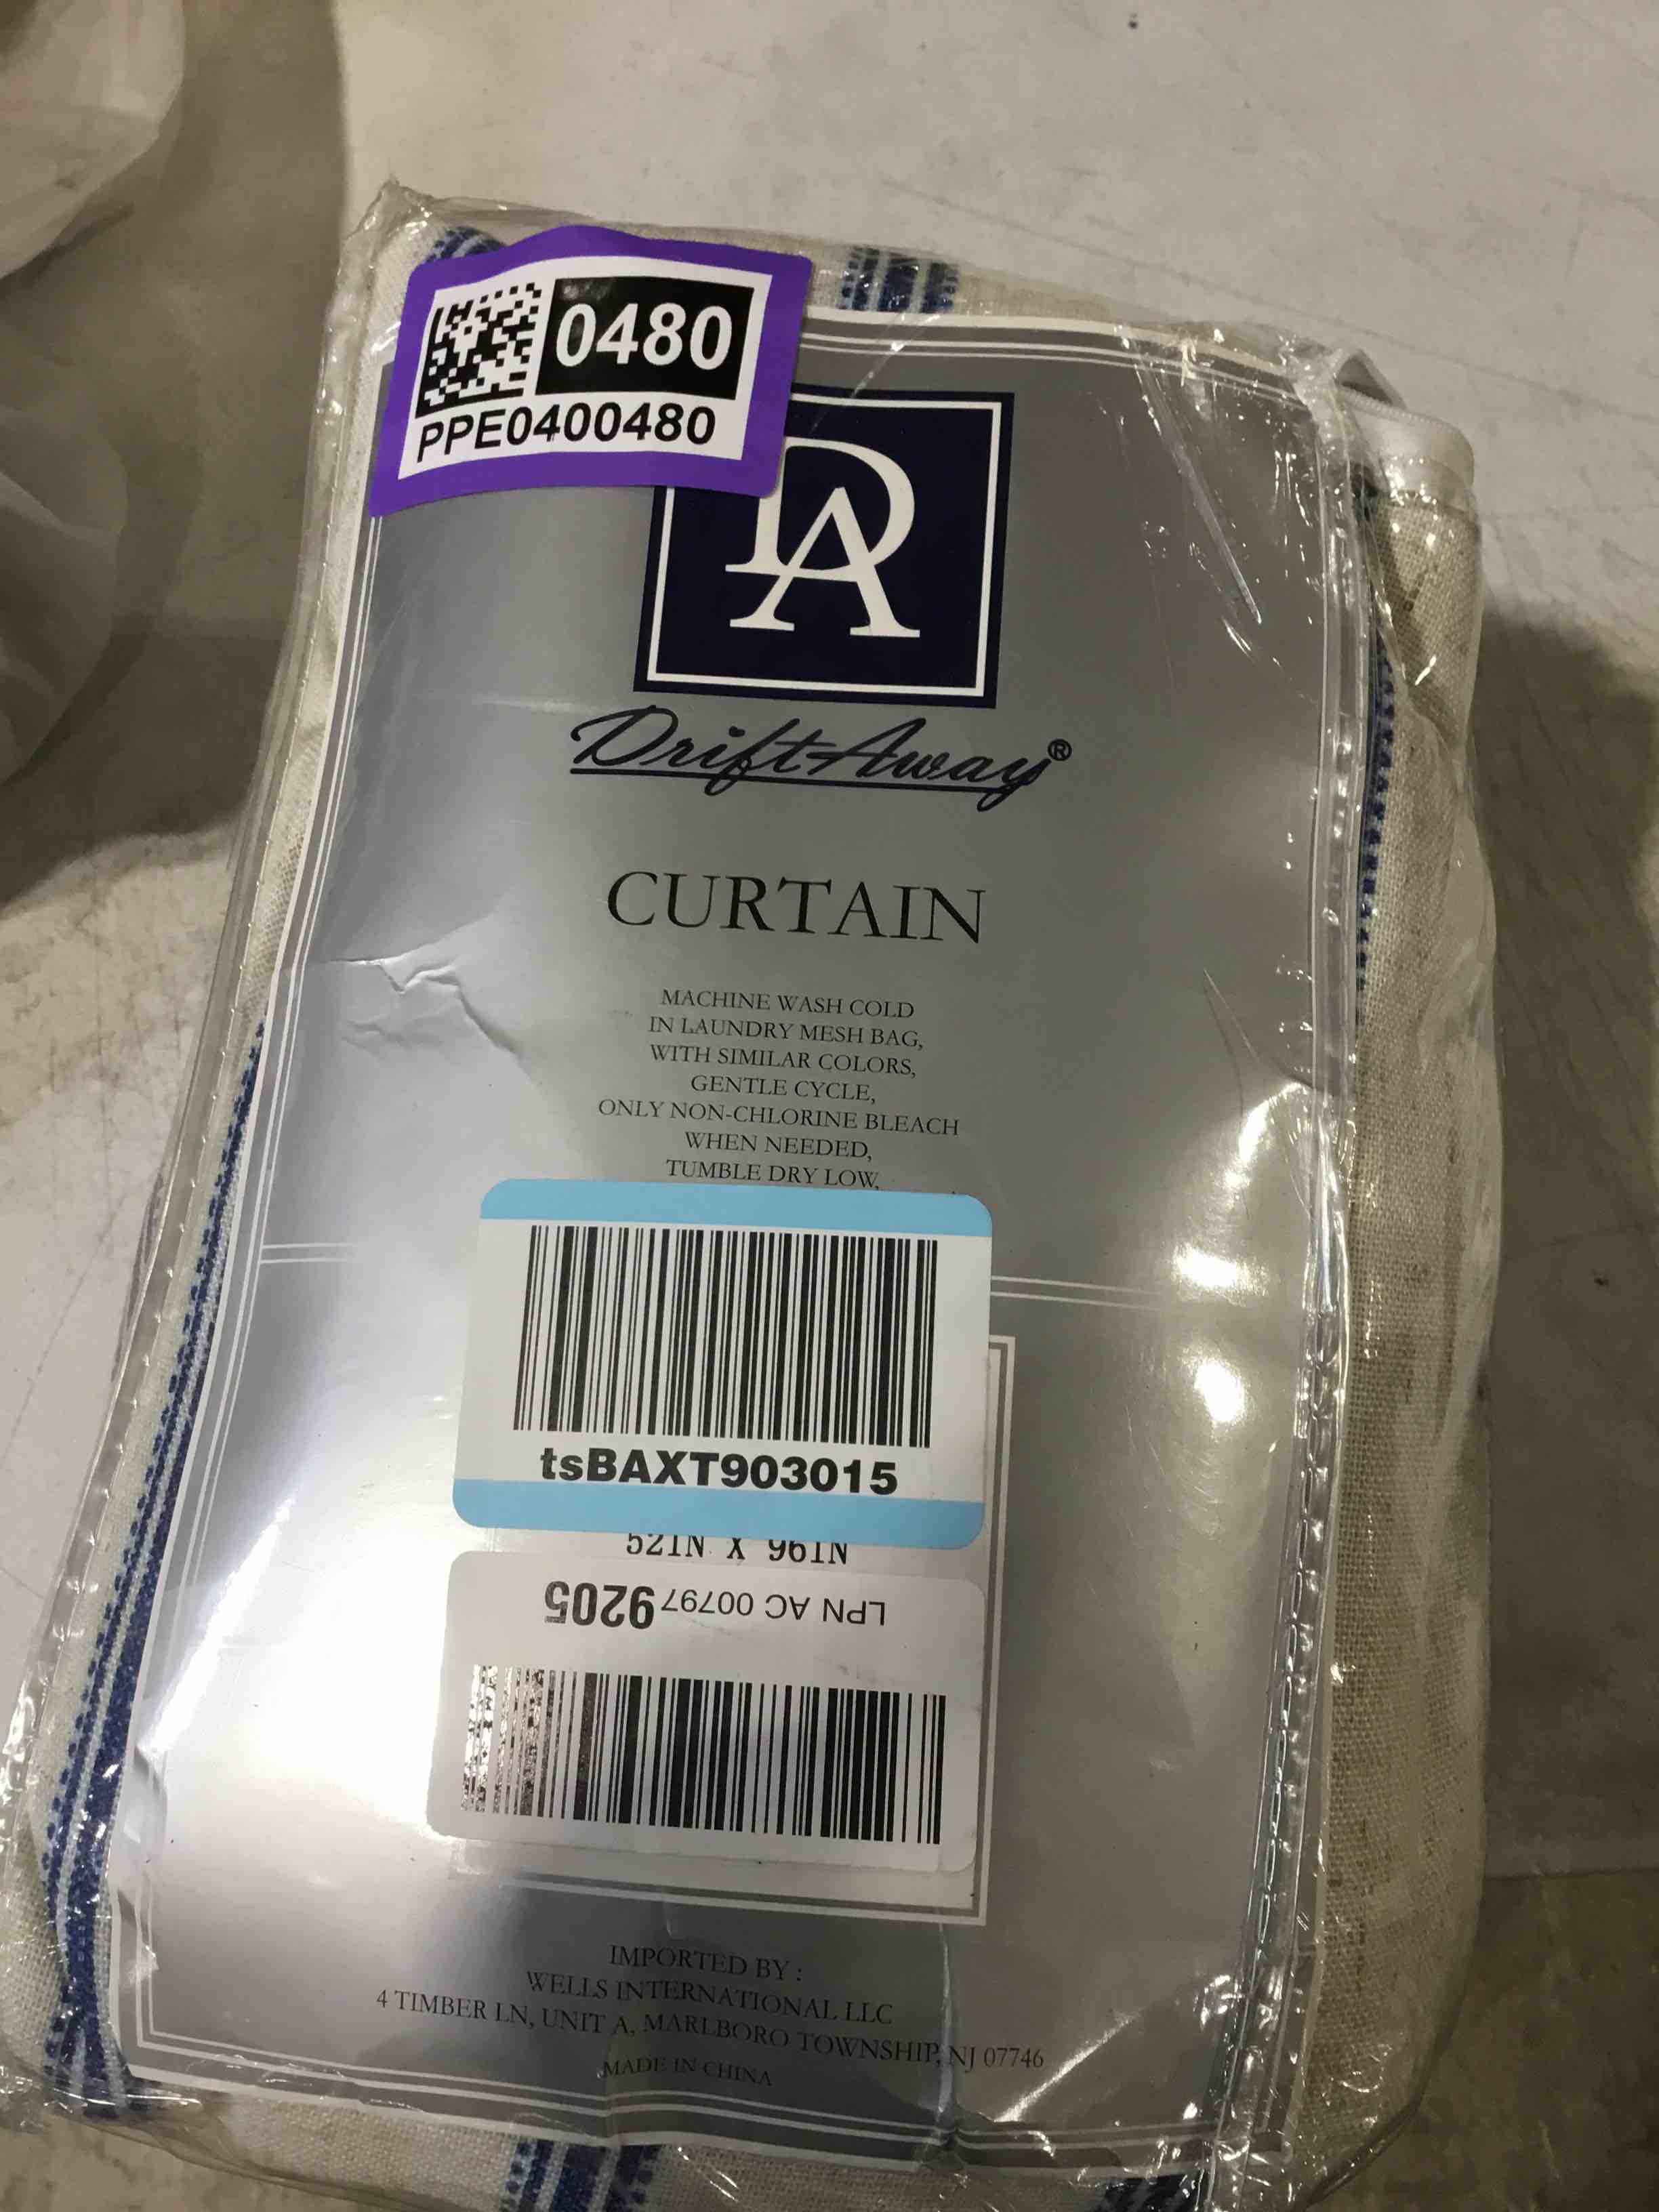 0480
PPE0400480
DA
DriftAway®
CURTAIN
MACHINE WASH COLD
IN LAUNDRY MESH BAG,
WITH SIMILAR COLORS,
GENTLE CYCLE,
ONLY NON-CHLORINE BLEACH
WHEN NEEDED,
TUMBLE DRY LOW,
tsBAXT903015
52IN X 96IN
LPN AC 00797 9205
IMPORTED BY :
WELLS INTERNATIONAL LLC
4 TIMBER LN, UNIT A, MARLBORO TOWNSHIP, NJ 07746
MADE IN CHINA